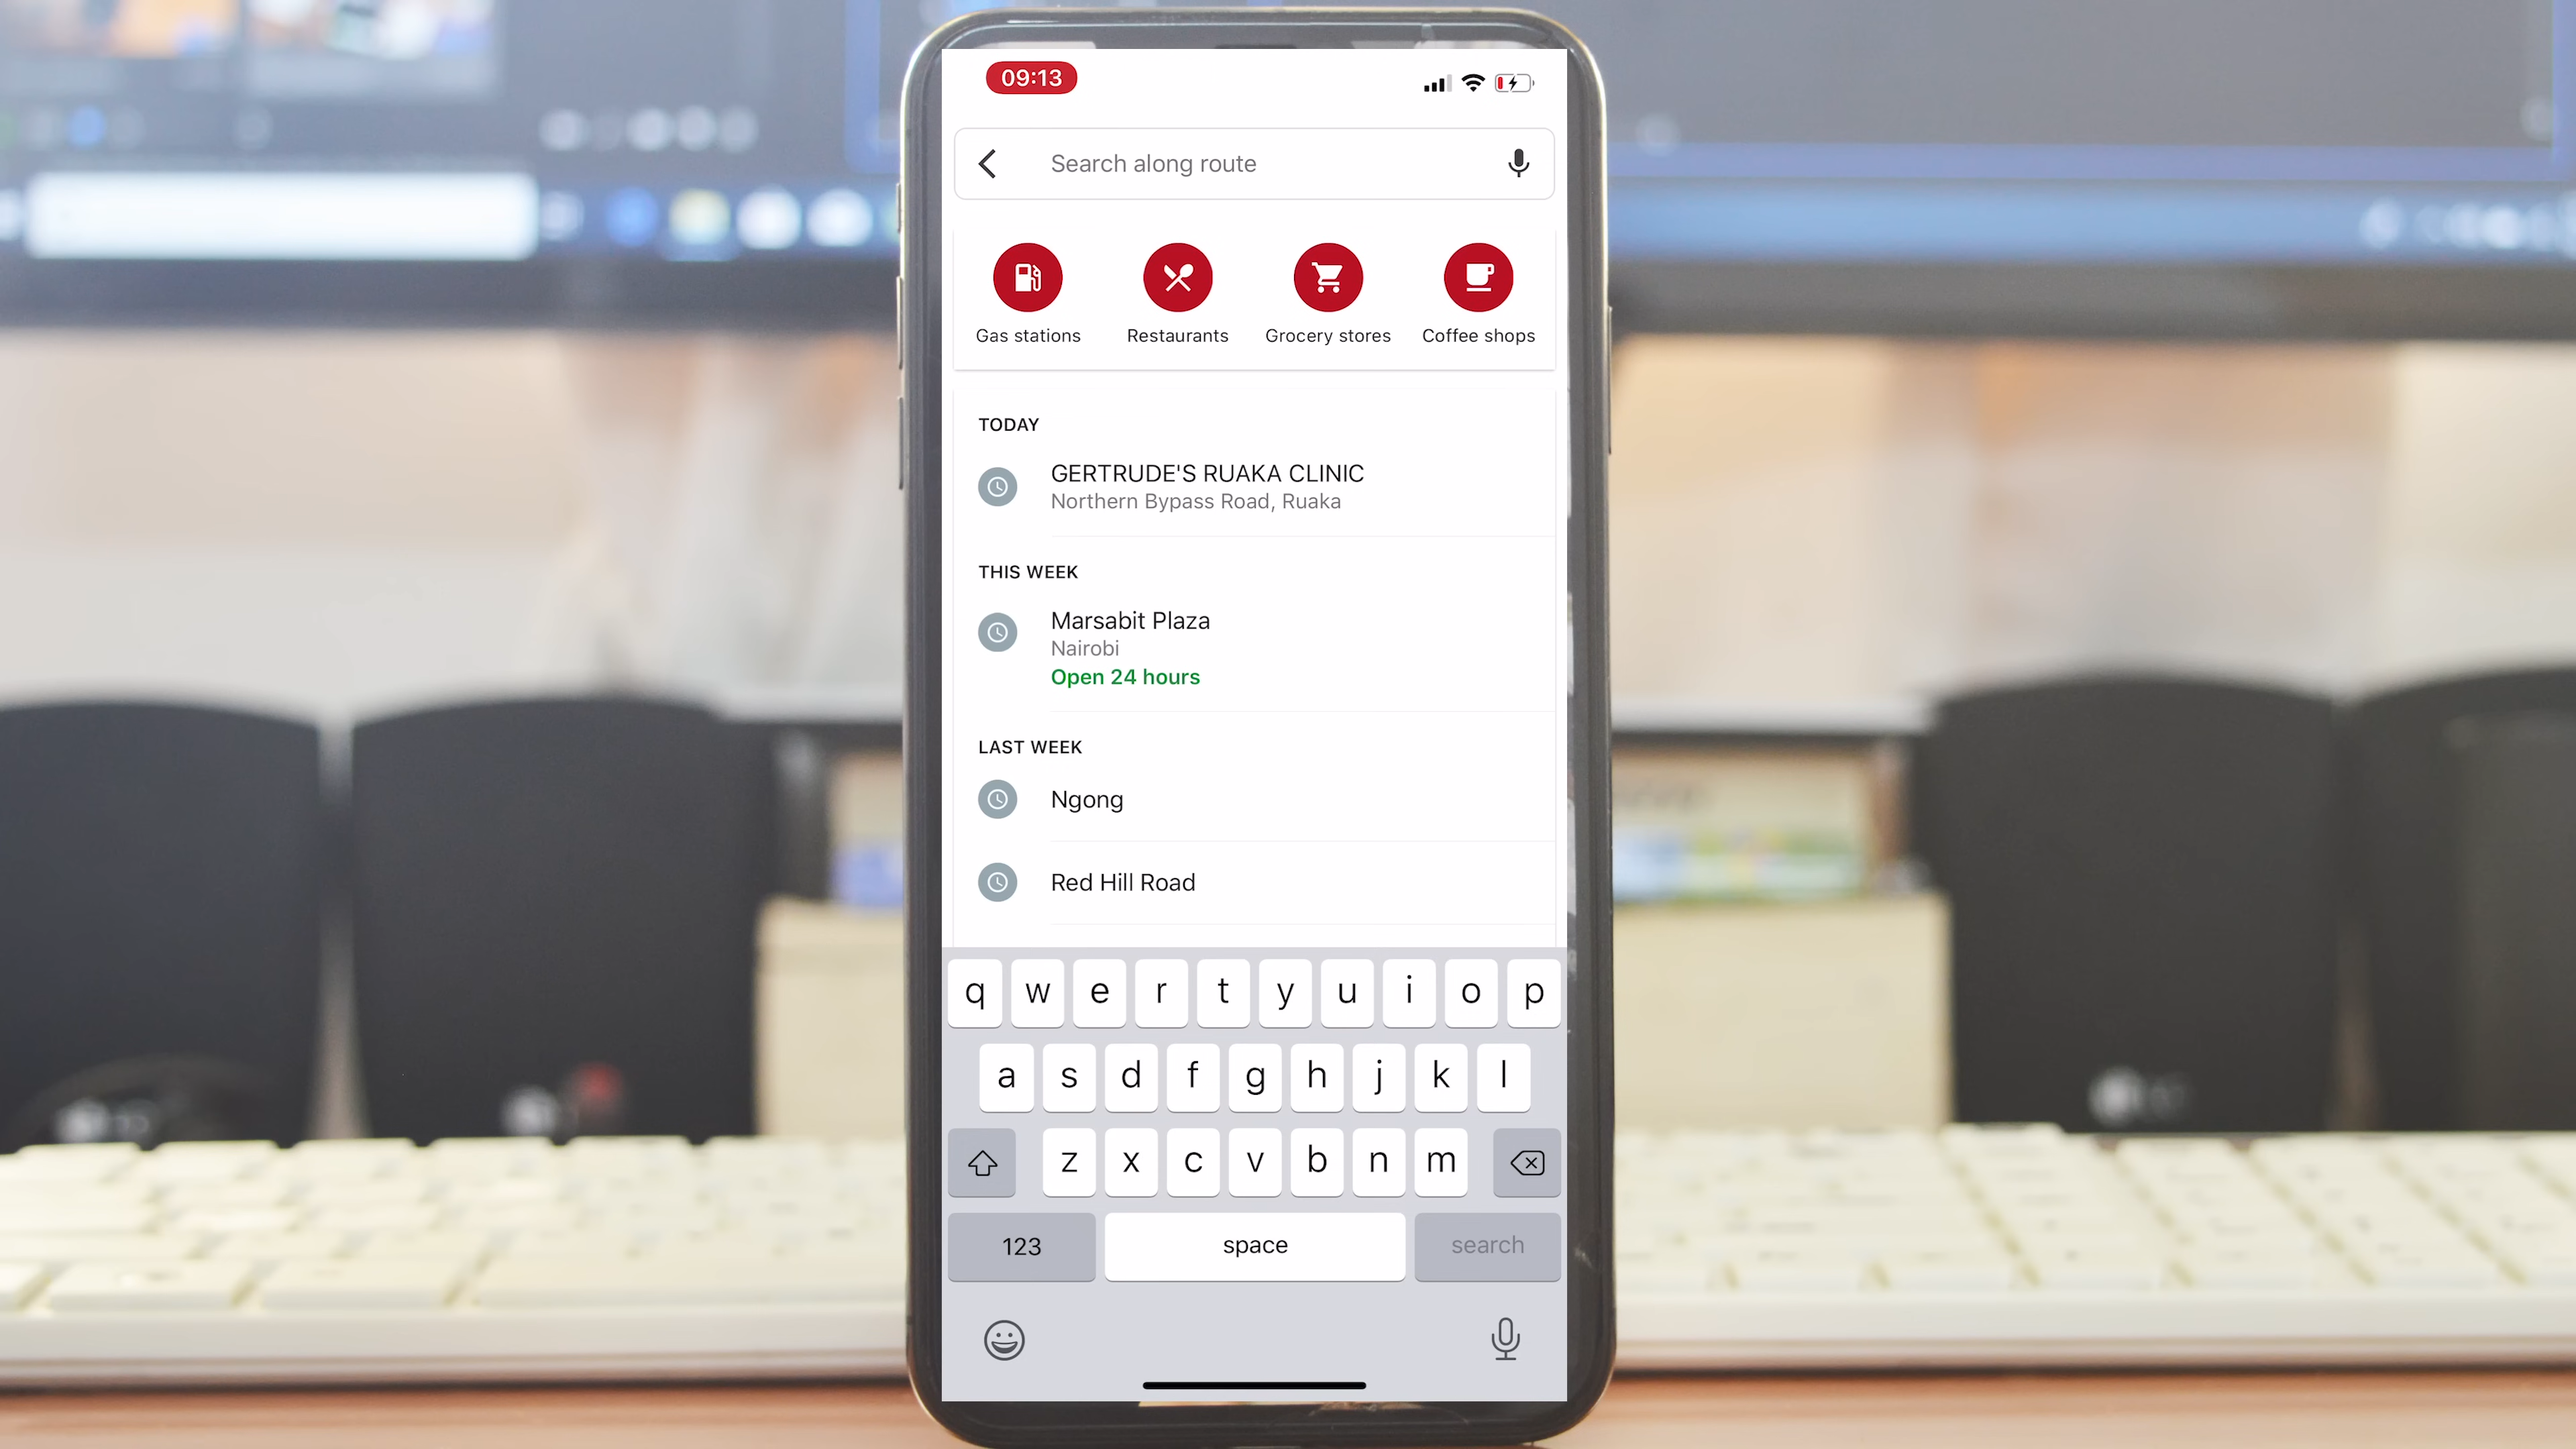 09:13
Search along route
Gas stations Restaurants Grocery stores Coffee shops
TODAY
GERTRUDE'S RUAKA CLINIC
Northern Bypass Road, Ruaka
THIS WEEK
Marsabit Plaza
Nairobi
Open 24 hours
LAST WEEK
Ngong
Red Hill Road
q w e r t y u i o p
a s d f g h j k l
z x c v b n m
123 space search